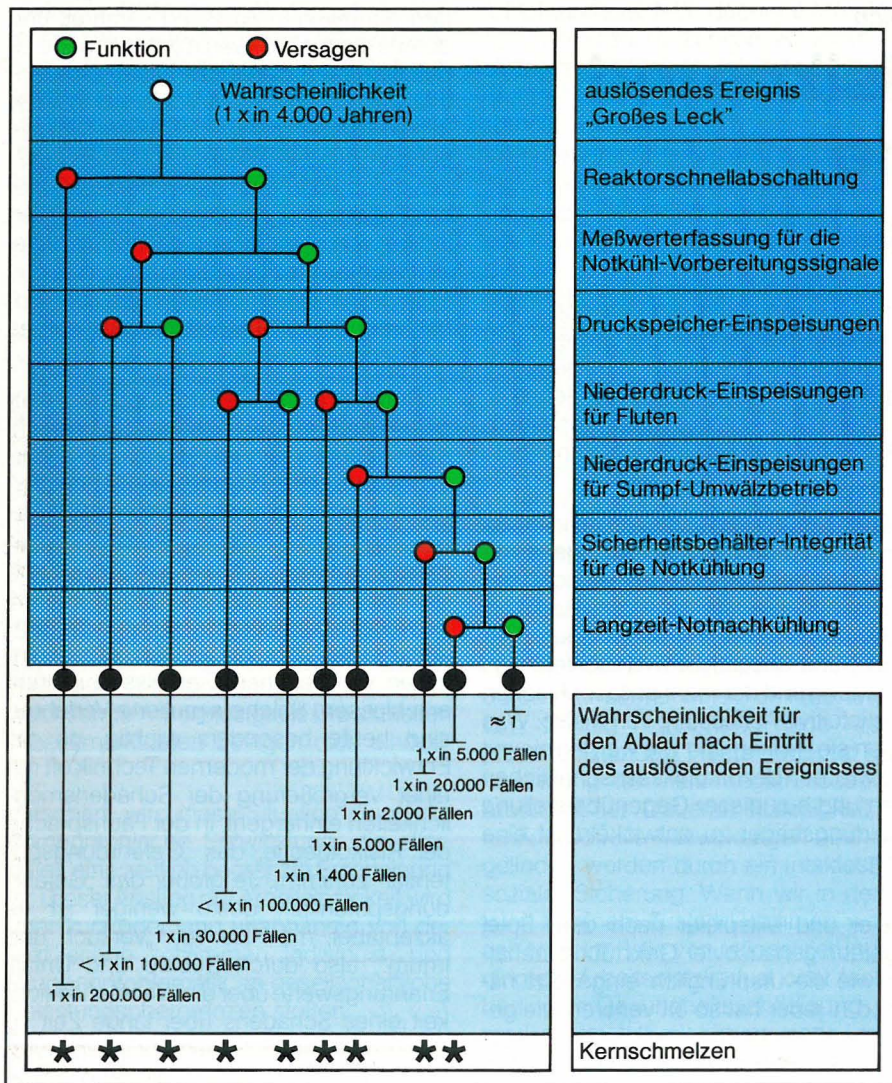 Funktion Versagen
Wahrscheinlichkeit
(1 x in 4.000 Jahren)
auslösendes Ereignis
„Großes Leck”
Reaktorschnellabschaltung
Meßwerterfassung für die
Notkühl-Vorbereitungssignale
Druckspeicher-Einspeisungen
Niederdruck-Einspeisungen
für Fluten
Niederdruck-Einspeisungen
für Sumpf-Umwälzbetrieb
Sicherheitsbehälter-Integrität
für die Notkühlung
Langzeit-Notnachkühlung
≈ 1
1 x in 5.000 Fällen
1 x in 20.000 Fällen
1 x in 2.000 Fällen
1 x in 5.000 Fällen
1 x in 1.400 Fällen
< 1 x in 100.000 Fällen
1 x in 30.000 Fällen
< 1 x in 100.000 Fällen
1 x in 200.000 Fällen
Wahrscheinlichkeit für
den Ablauf nach Eintritt
des auslösenden Ereignisses
* * * * * * * * *
Kernschmelzen